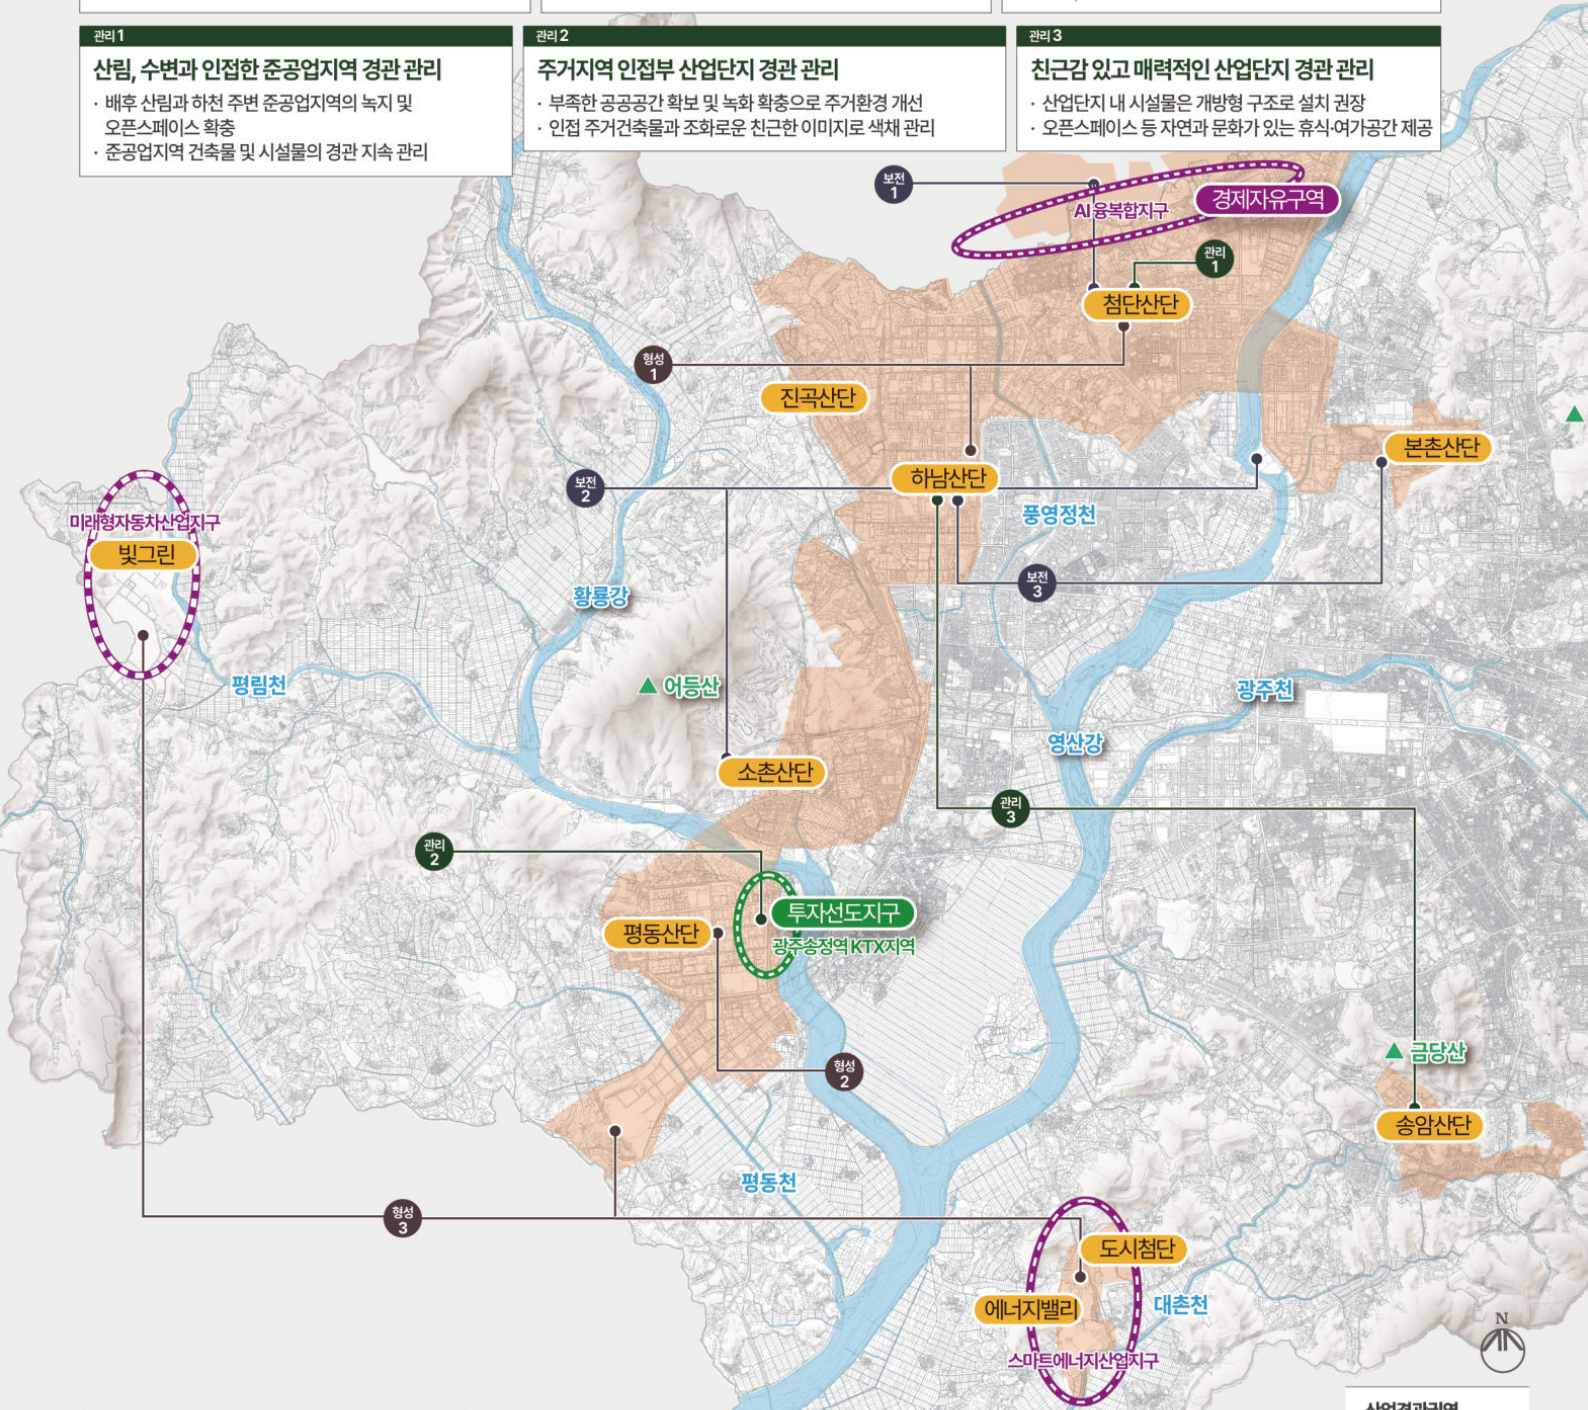 관리 1
산림, 수변과 인접한 준공업지역 경관 관리
· 배후 산림과 하천 주변 준공업지역의 녹지 및
오픈스페이스 확충
· 준공업지역 건축물 및 시설물의 경관 지속 관리
관리 2
주거지역 인접부 산업단지 경관 관리
· 부족한 공공공간 확보 및 녹화 확충으로 주거환경 개선
· 인접 주거건축물과 조화로운 친근한 이미지로 색채 관리
관리 3
친근감 있고 매력적인 산업단지 경관 관리
· 산업단지 내 시설물은 개방형 구조로 설치 권장
· 오픈스페이스 등 자연과 문화가 있는 휴식·여가공간 제공
보전
1
경제자유구역
AI 융복합지구
관리
1
첨단산단
형성
1
진곡산단
본촌산단
하남산단
보전
2
풍영정천
미래형자동차산업지구
빛그린
보전
3
황룡강
평림천
어등산
광주천
영산강
소촌산단
관리
3
관리
2
투자선도지구
평동산단
광주송정역 KTX지역
금당산
형성
2
송암산단
평동천
형성
3
도시첨단
에너지밸리
대촌천
N
스마트에너지산업지구
산업경관권역